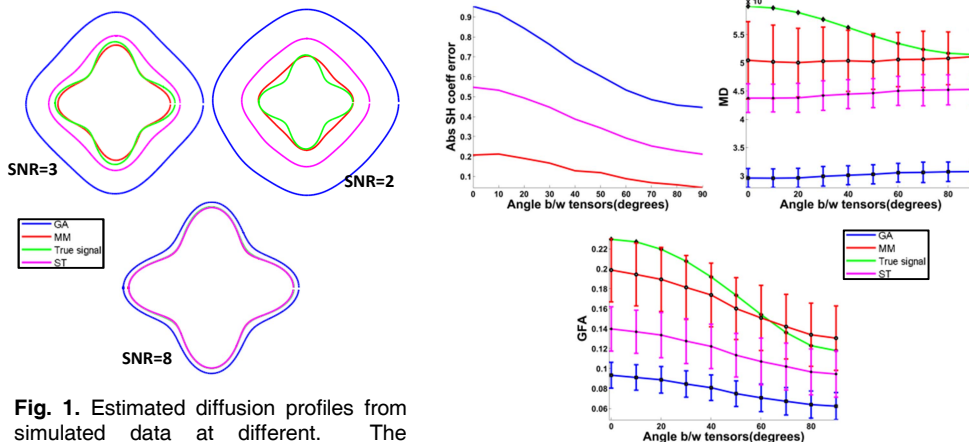 SNR=3
SNR=2
GA
MM
True signal
ST
SNR=8
Fig. 1. Estimated diffusion profiles from
simulated data at different. The
Abs SH coeff error
0.9
0.8
0.7
0.6
0.5
0.4
0.3
0.2
0.1
0 10 20 30 40 50 60 70 80 90
Angle b/w tensors(degrees)
MD
5.5
5
4.5
4
3.5
3
0 20 40 60 80
Angle b/w tensors(degrees)
GA
MM
True signal
ST
GFA
0.22
0.2
0.18
0.16
0.14
0.12
0.1
0.08
0.06
0 20 40 60 80
Angle b/w tensors(degrees)